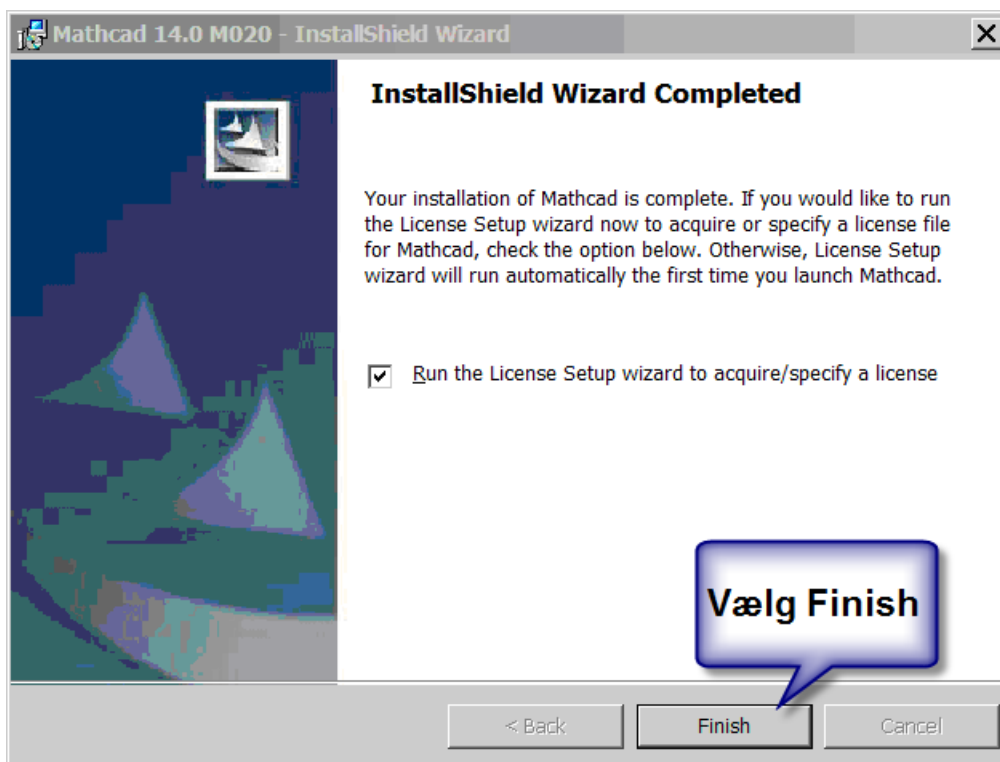 Mathcad 14.0 M020 - InstallShield Wizard
InstallShield Wizard Completed
Your installation of Mathcad is complete. If you would like to run
the License Setup wizard now to acquire or specify a license file
for Mathcad, check the option below. Otherwise, License Setup
wizard will run automatically the first time you launch Mathcad.
Run the License Setup wizard to acquire/specify a license
Vælg Finish
< Back
Finish
Cancel